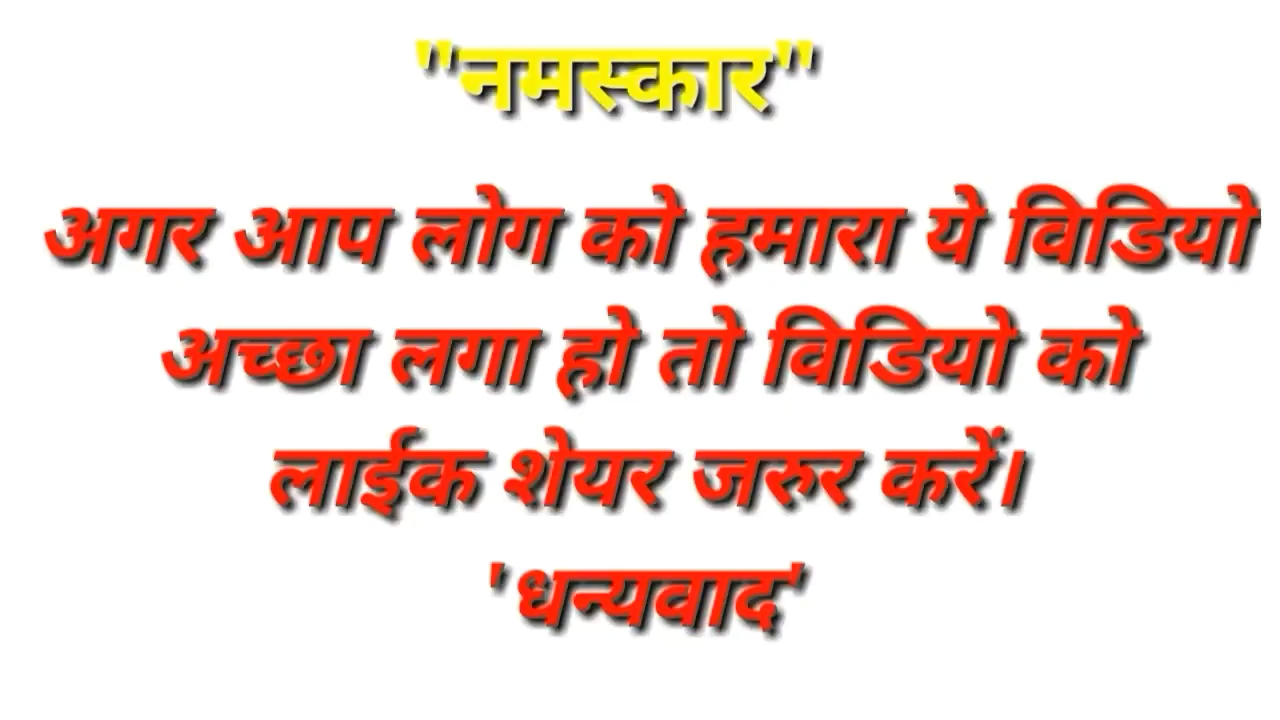 "नमस्कार"
अगर आप लोग को हमारा ये विडियो
अच्छा लगा हो तो विडियो को
लाईक शेयर जरुर करें।
'धन्यवाद'